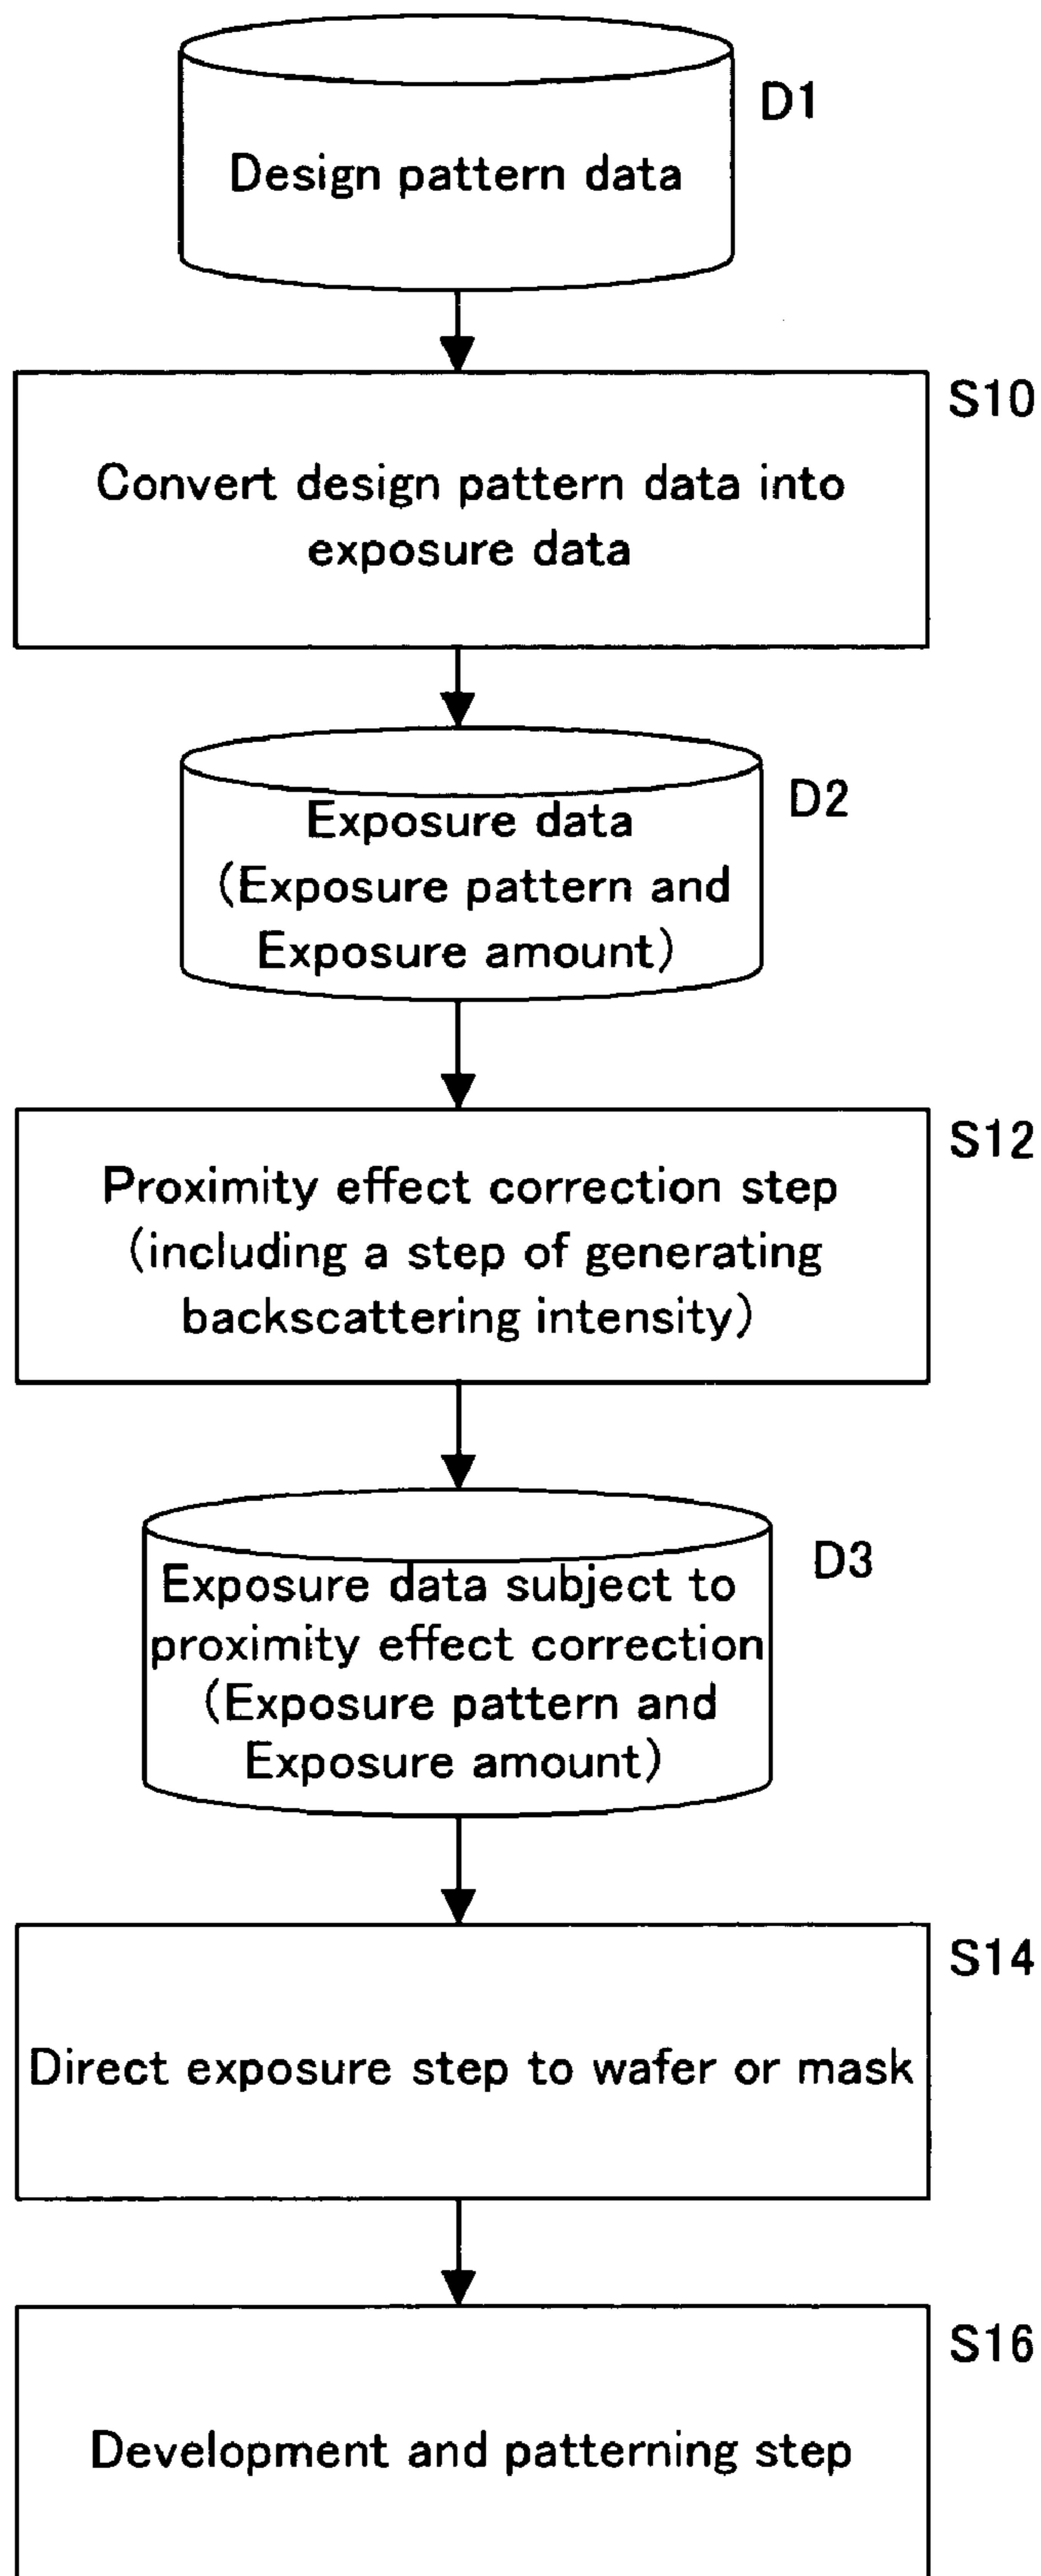 D1
Design pattern data
S10
Convert design pattern data into
exposure data
D2
Exposure data
(Exposure pattern and
Exposure amount)
S12
Proximity effect correction step
(including a step of generating
backscattering intensity)
D3
Exposure data subject to
proximity effect correction
(Exposure pattern and
Exposure amount)
S14
Direct exposure step to wafer or mask
S16
Development and patterning step